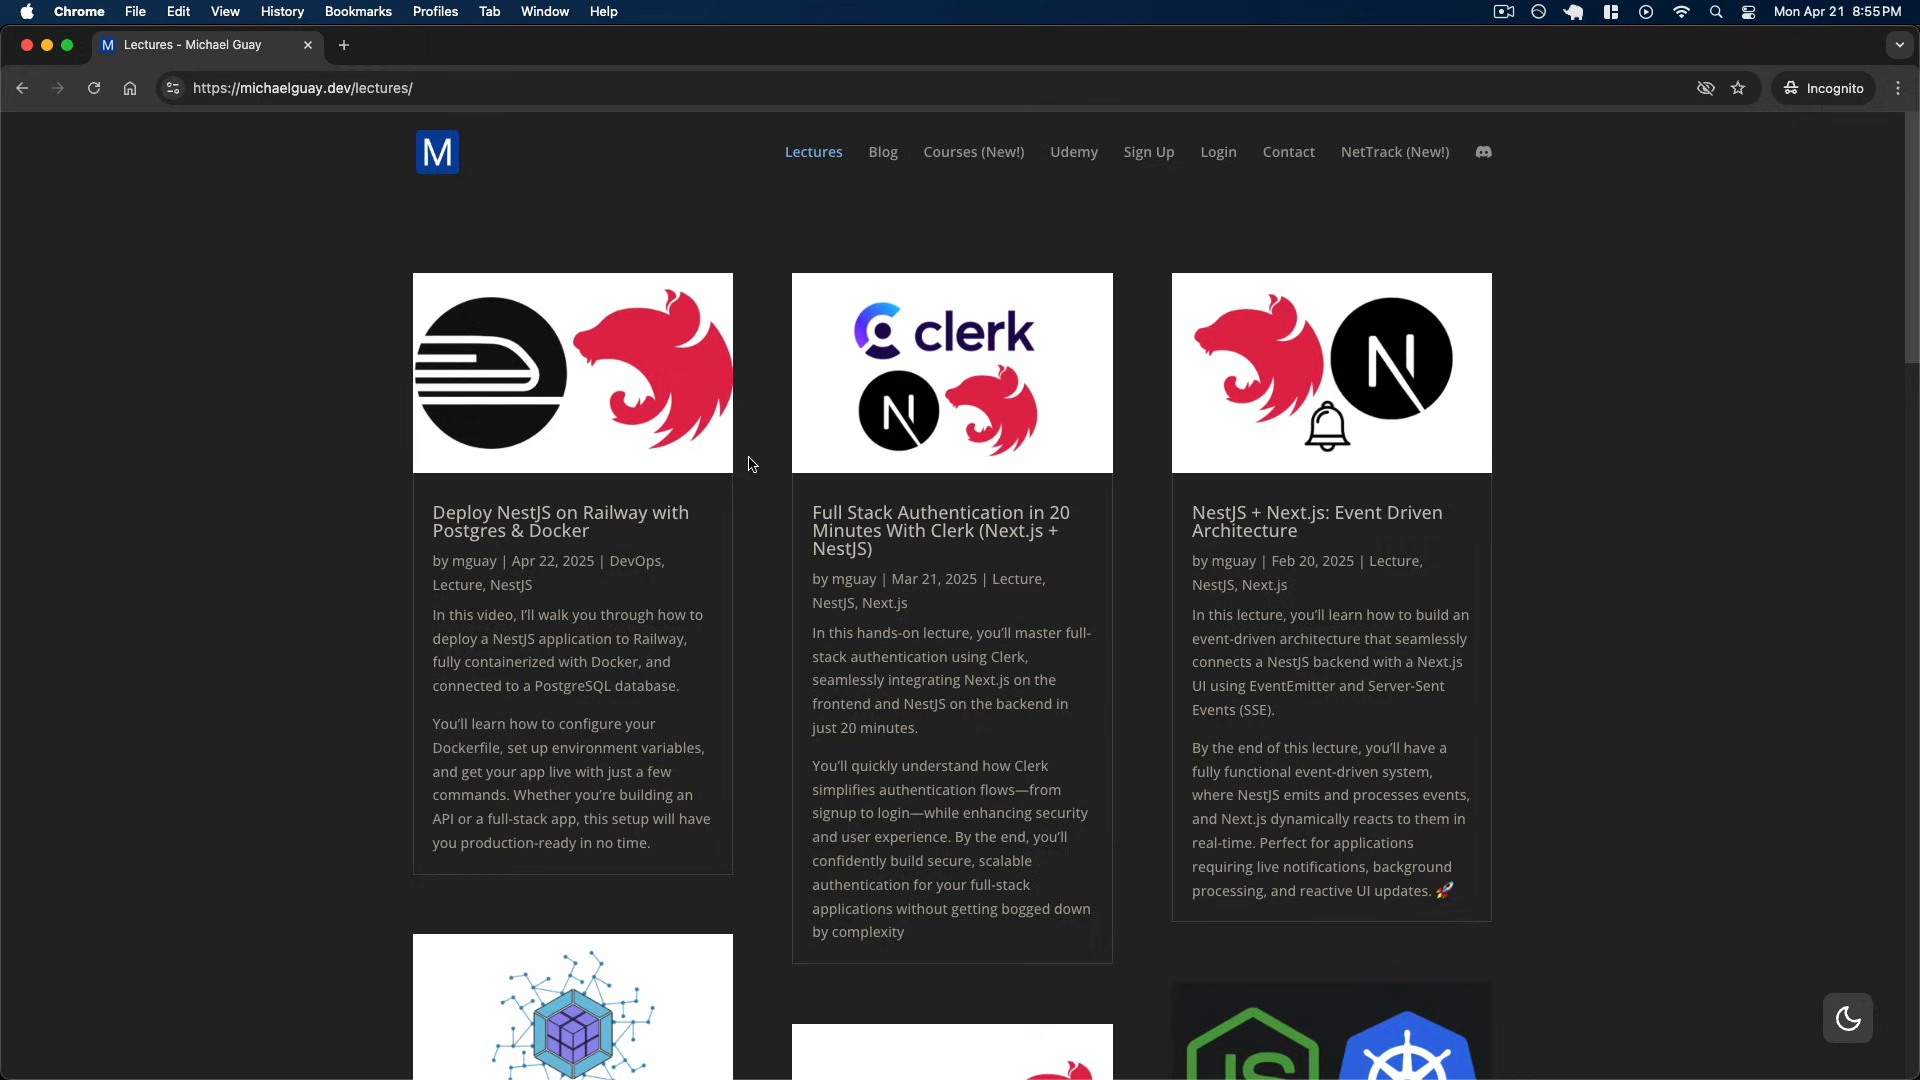 Chrome File Edit View History Bookmarks Profiles Tab Window Help Mon Apr 21 8:55 PM
M Lectures - Michael Guay
https://michaelguay.dev/lectures/ Incognito
M Lectures Blog Courses (New!) Udemy Sign Up Login Contact NetTrack (New!)
Deploy NestJS on Railway with
Postgres & Docker
by mguay | Apr 22, 2025 | DevOps,
Lecture, NestJS
In this video, I'll walk you through how to
deploy a NestJS application to Railway,
fully containerized with Docker, and
connected to a PostgreSQL database.
You'll learn how to configure your
Dockerfile, set up environment variables,
and get your app live with just a few
commands. Whether you're building an
API or a full-stack app, this setup will have
you production-ready in no time.
clerk
N
Full Stack Authentication in 20
Minutes With Clerk (Next.js +
NestJS)
by mguay | Mar 21, 2025 | Lecture,
NestJS, Next.js
In this hands-on lecture, you'll master full-
stack authentication using Clerk,
seamlessly integrating Next.js on the
frontend and NestJS on the backend in
just 20 minutes.
You'll quickly understand how Clerk
simplifies authentication flows—from
signup to login—while enhancing security
and user experience. By the end, you'll
confidently build secure, scalable
authentication for your full-stack
applications without getting bogged down
by complexity
N
NestJS + Next.js: Event Driven
Architecture
by mguay | Feb 20, 2025 | Lecture,
NestJS, Next.js
In this lecture, you'll learn how to build an
event-driven architecture that seamlessly
connects a NestJS backend with a Next.js
UI using EventEmitter and Server-Sent
Events (SSE).
By the end of this lecture, you'll have a
fully functional event-driven system,
where NestJS emits and processes events,
and Next.js dynamically reacts to them in
real-time. Perfect for applications
requiring live notifications, background
processing, and reactive UI updates. 🚀
JS